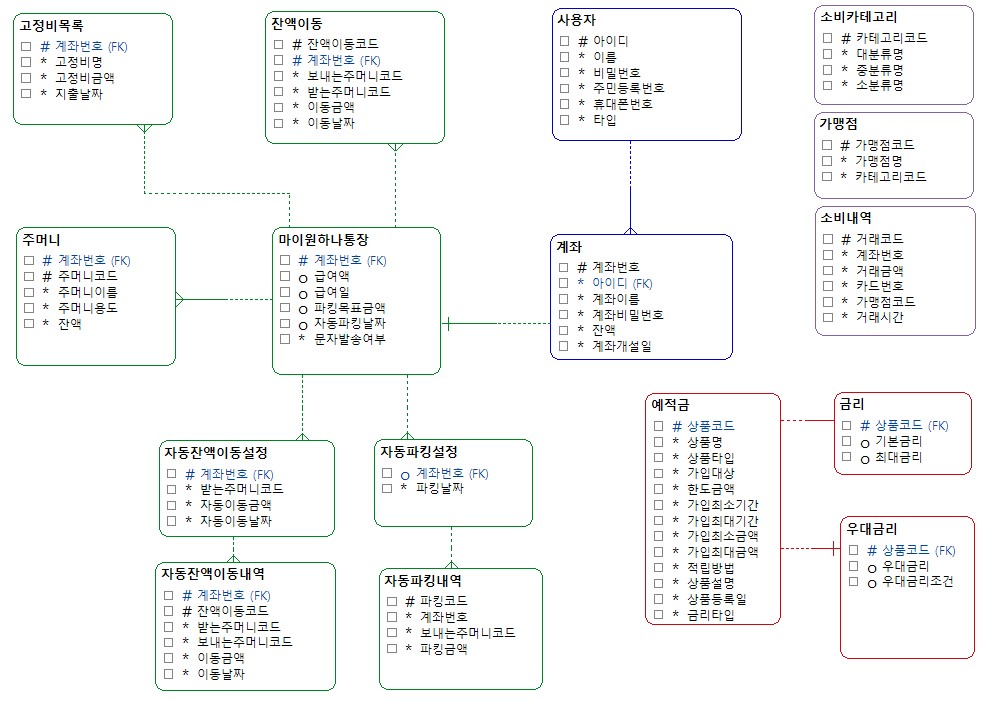 고정비목록
# 계좌번호 (FK)
* 고정비명
* 고정비금액
* 지출날짜
잔액이동
# 잔액이동코드
# 계좌번호 (FK)
* 보내는주머니코드
* 받는주머니코드
* 이동금액
* 이동날짜
사용자
# 아이디
* 이름
* 비밀번호
* 주민등록번호
* 휴대폰번호
* 타입
소비카테고리
# 카테고리코드
* 대분류명
* 중분류명
* 소분류명
가맹점
# 가맹점코드
* 가맹점명
* 카테고리코드
소비내역
# 거래코드
* 계좌번호
* 거래금액
* 카드번호
* 가맹점코드
* 거래시간
주머니
# 계좌번호 (FK)
# 주머니코드
* 주머니이름
* 주머니용도
* 잔액
마이원하나통장
# 계좌번호 (FK)
o 급여액
o 급여일
o 파킹목표금액
o 자동파킹날짜
* 문자발송여부
계좌
# 계좌번호
* 아이디 (FK)
* 계좌이름
* 계좌비밀번호
* 잔액
* 계좌개설일
자동잔액이동설정
# 계좌번호 (FK)
* 받는주머니코드
* 자동이동금액
* 자동이동날짜
자동파킹설정
o 계좌번호 (FK)
* 파킹날짜
예적금
# 상품코드
* 상품명
* 상품타입
* 가입대상
* 한도금액
* 가입최소기간
* 가입최대기간
* 가입최소금액
* 가입최대금액
* 적립방법
* 상품설명
* 상품등록일
* 금리타입
금리
# 상품코드 (FK)
o 기본금리
o 최대금리
우대금리
# 상품코드 (FK)
o 우대금리
o 우대금리조건
자동잔액이동내역
# 계좌번호 (FK)
# 잔액이동코드
* 받는주머니코드
* 보내는주머니코드
* 이동금액
* 이동날짜
자동파킹내역
# 파킹코드
* 계좌번호
* 보내는주머니코드
* 파킹금액